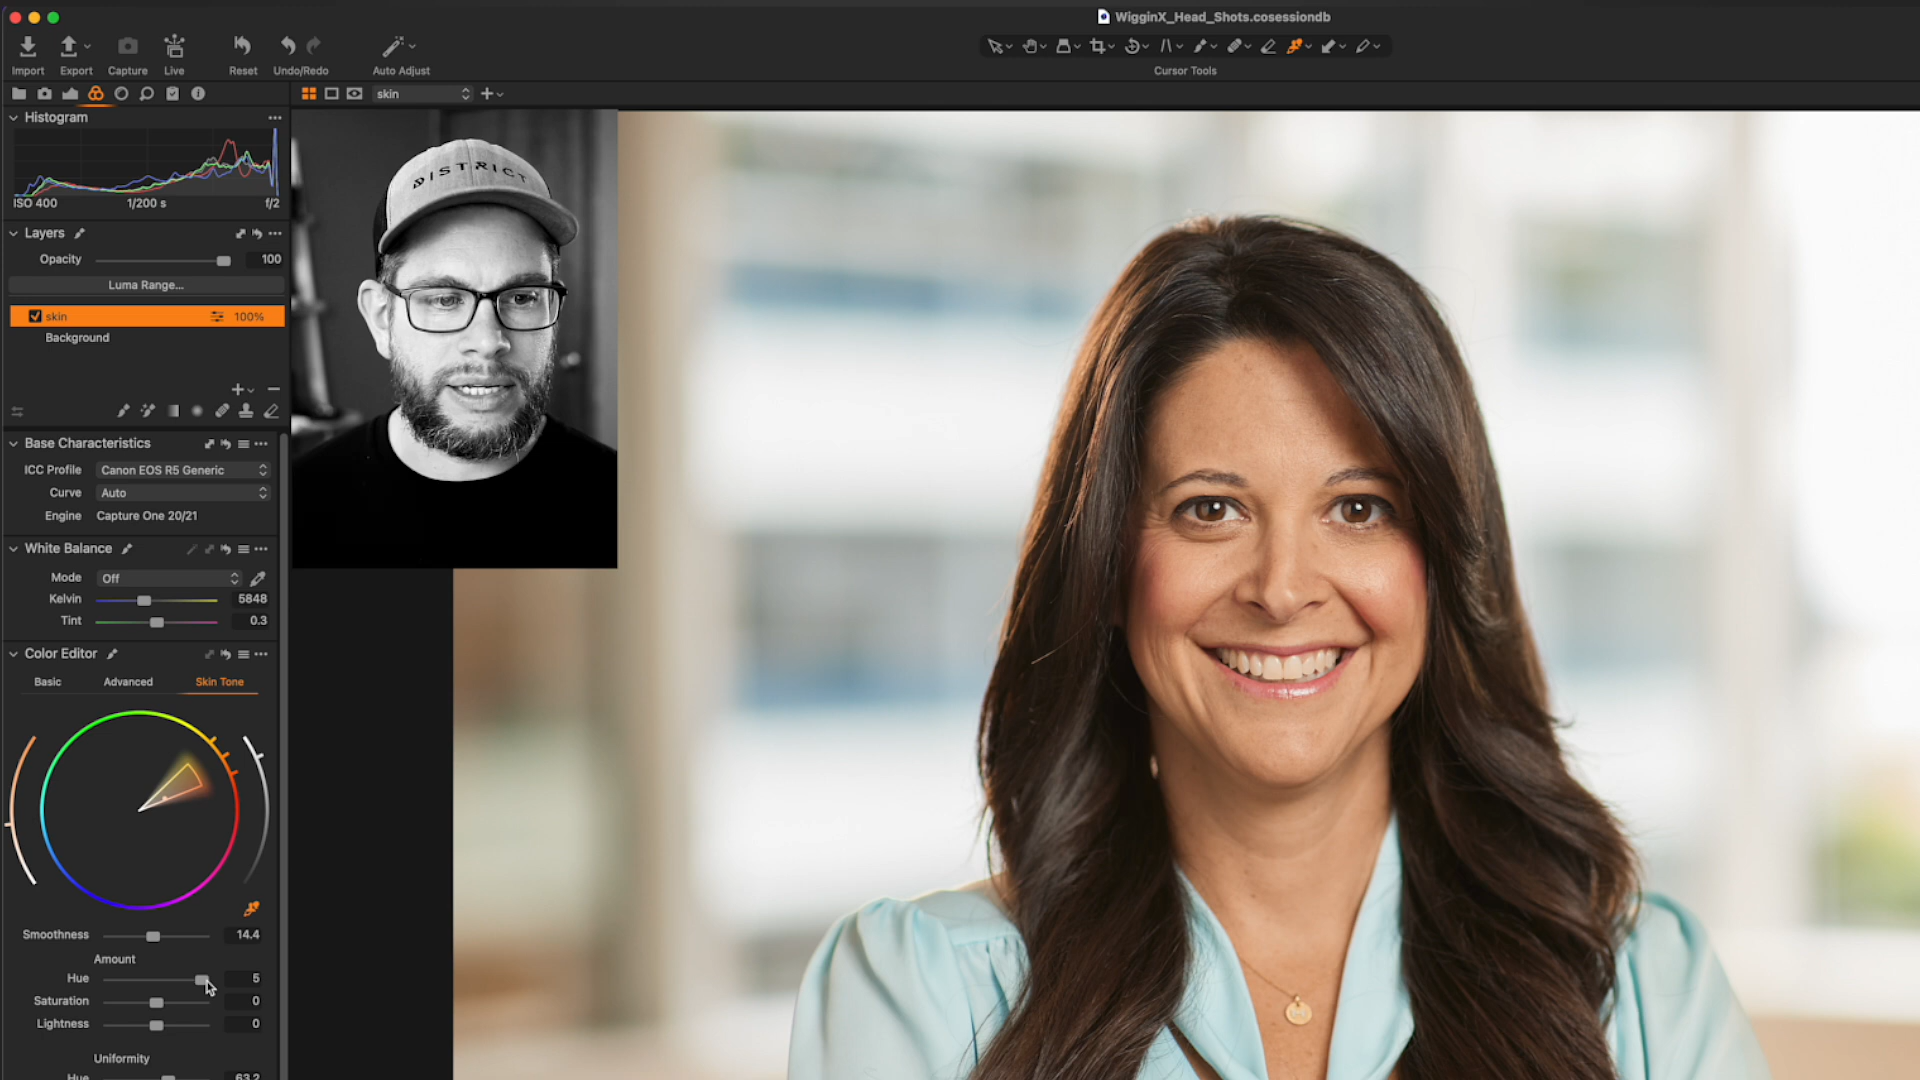 WigginX_Head_Shots.cosessiondb
Import Export Capture Live Reset Undo/Redo Auto Adjust Cursor Tools
skin
Histogram
ISO 400 1/200 s f/2
Layers
Opacity 100
Luma Range...
skin 100%
Background
Base Characteristics
ICC Profile Canon EOS R5 Generic
Curve Auto
Engine Capture One 20/21
White Balance
Mode Off
Kelvin 5848
Tint 0.3
Color Editor
Basic Advanced Skin Tone
Smoothness 14.4
Amount
Hue 5
Saturation 0
Lightness 0
Uniformity
Hue 63.2
DISTRICT